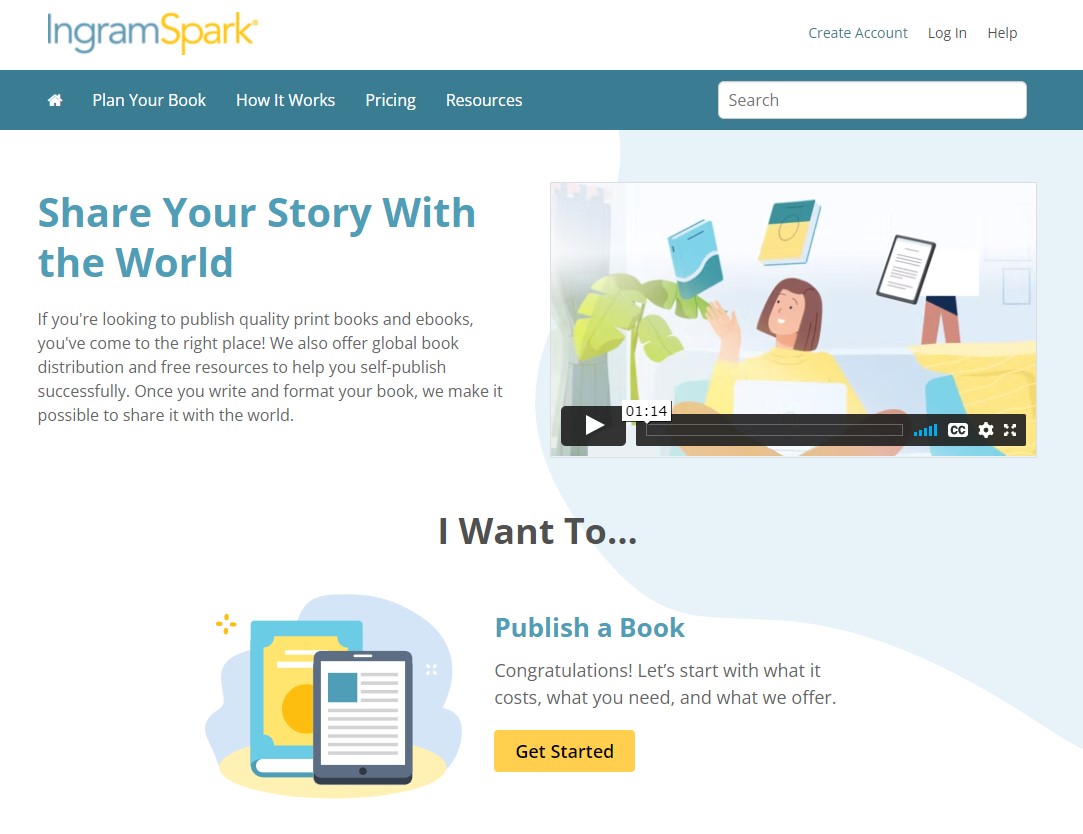 IngramSpark®
Create Account Log In Help
Plan Your Book How It Works Pricing Resources
Search
Share Your Story With
the World
If you're looking to publish quality print books and ebooks,
you've come to the right place! We also offer global book
distribution and free resources to help you self-publish
successfully. Once you write and format your book, we make it
possible to share it with the world.
01:14
CC
I Want To...
Publish a Book
Congratulations! Let’s start with what it
costs, what you need, and what we offer.
Get Started